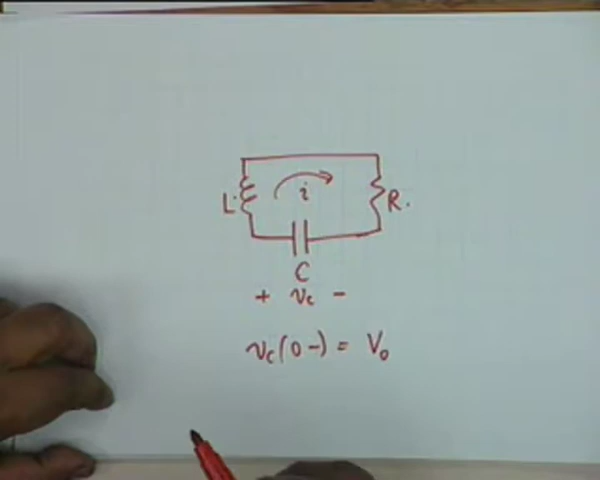 L i R.
C
+ vc -
vc(0-) = V0